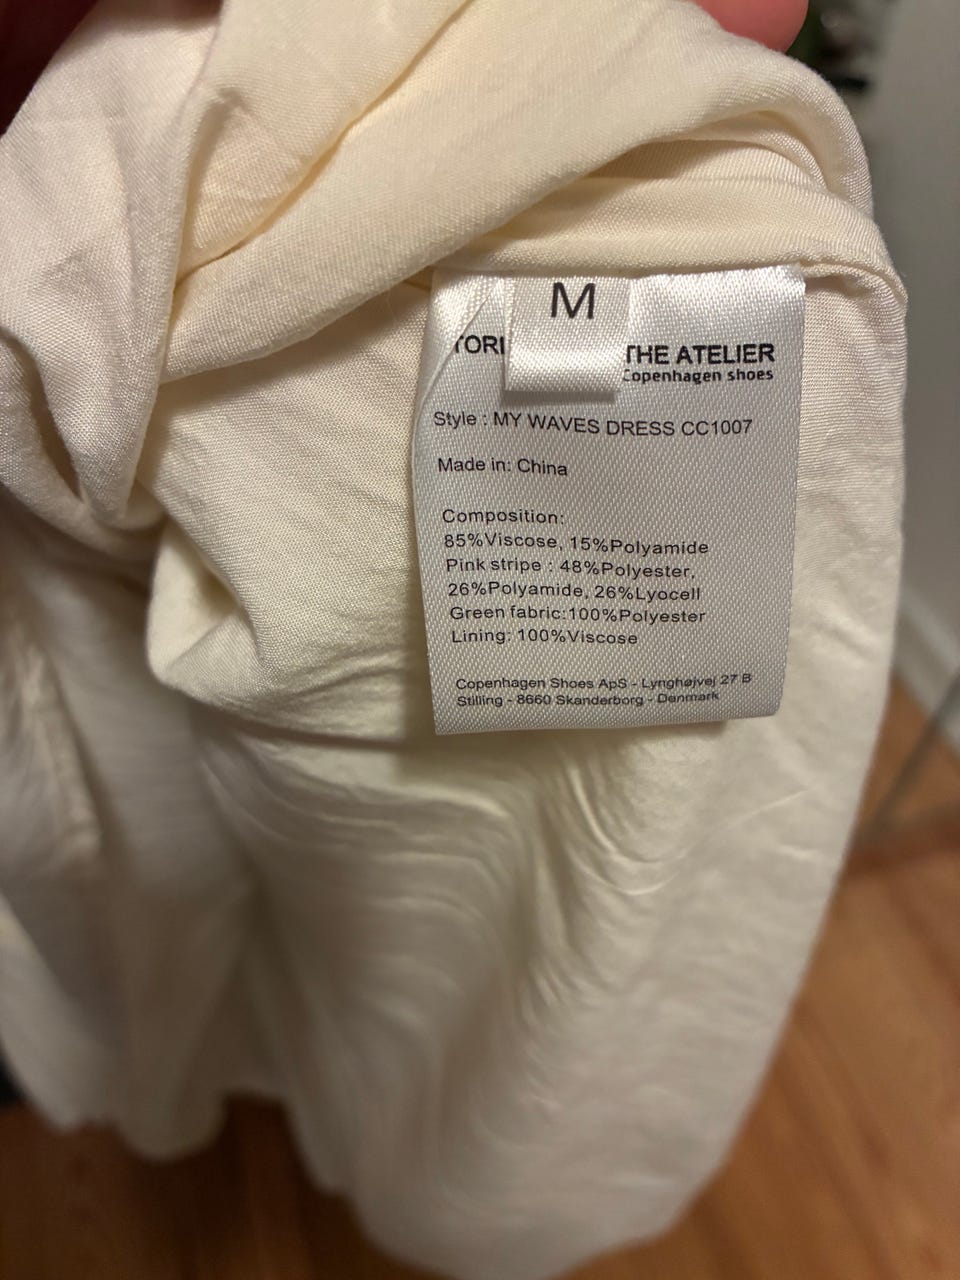 M
THE ATELIER
Copenhagen shoes
Style : MY WAVES DRESS CC1007
Made in: China
Composition:
85%Viscose, 15%Polyamide
Pink stripe : 48%Polyester,
26%Polyamide, 26%Lyocell
Green fabric:100%Polyester
Lining: 100%Viscose
Copenhagen Shoes ApS - Lynghøjvej 27 B
Stilling - 8660 Skanderborg - Denmark